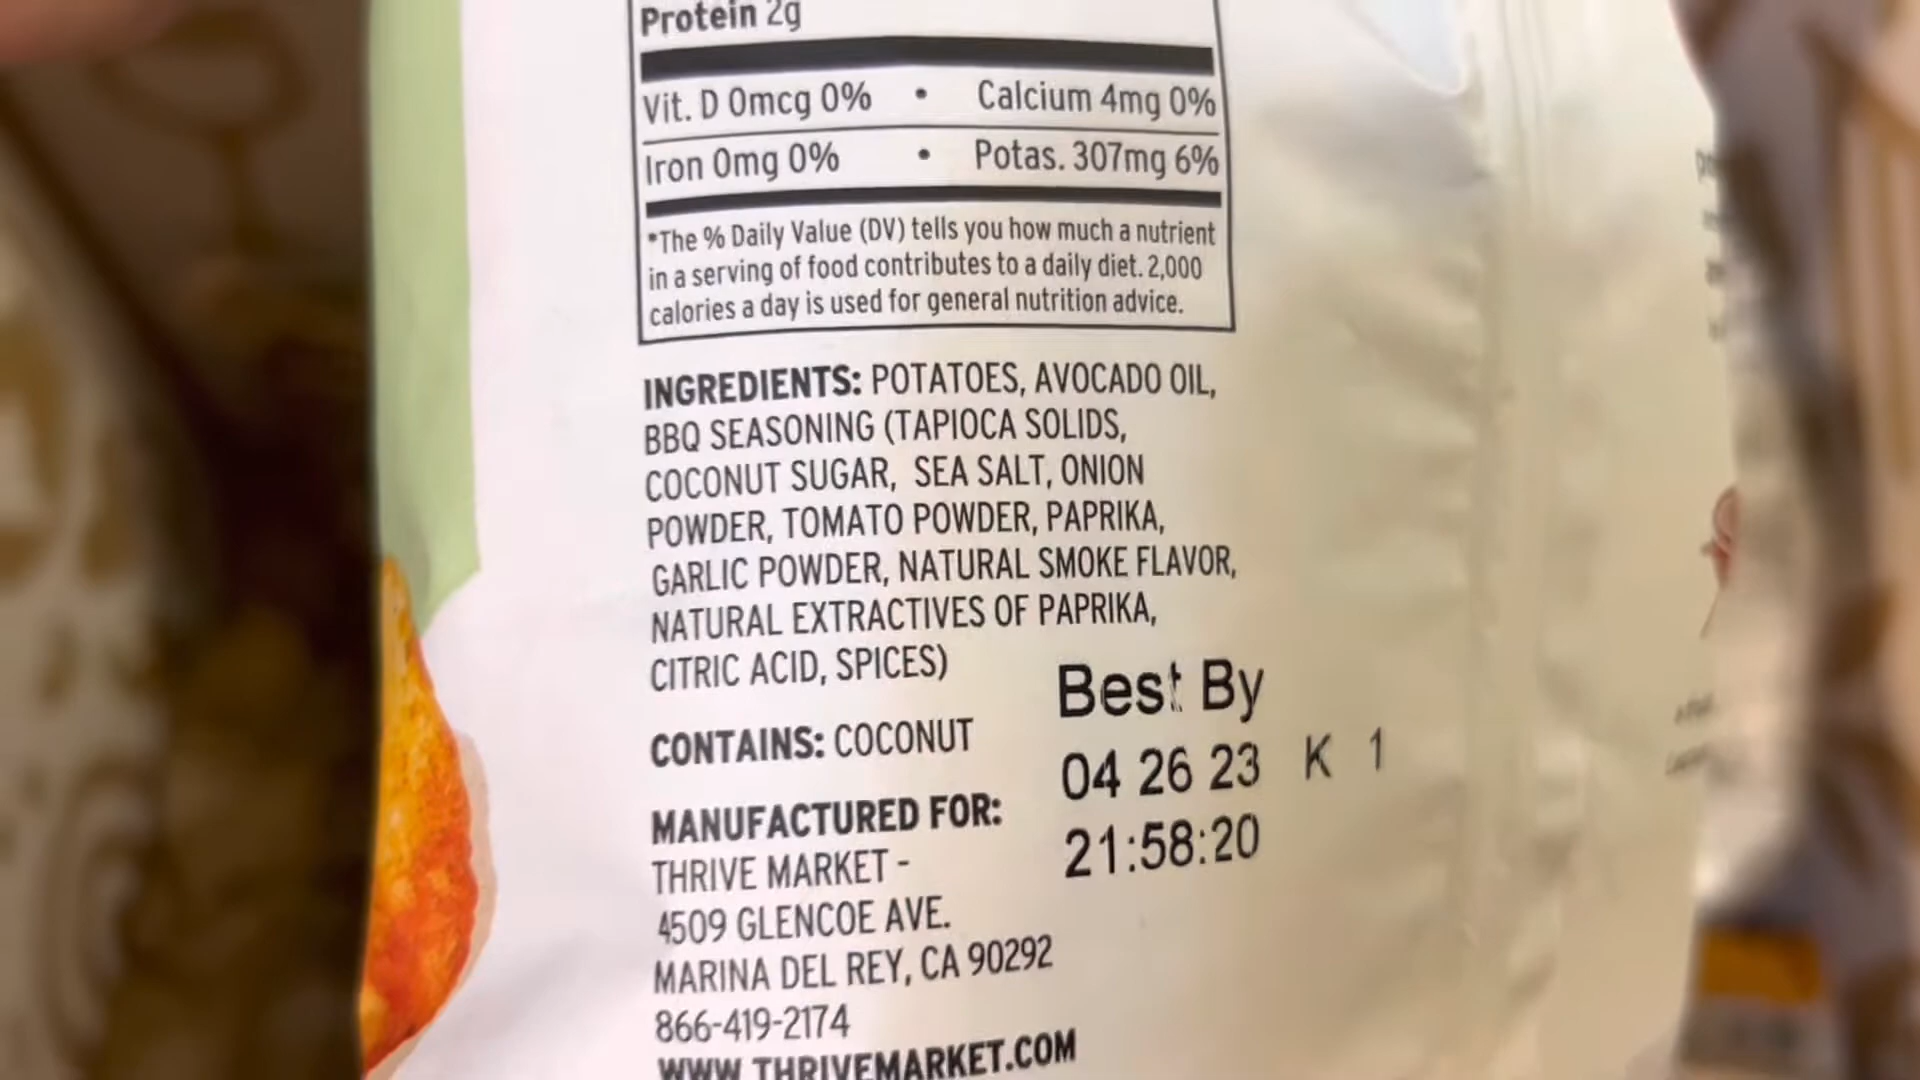 Protein 2g
Vit. D 0mcg 0% • Calcium 4mg 0%
Iron 0mg 0% • Potas. 307mg 6%
*The % Daily Value (DV) tells you how much a nutrient
in a serving of food contributes to a daily diet. 2,000
calories a day is used for general nutrition advice.
INGREDIENTS: POTATOES, AVOCADO OIL,
BBQ SEASONING (TAPIOCA SOLIDS,
COCONUT SUGAR, SEA SALT, ONION
POWDER, TOMATO POWDER, PAPRIKA,
GARLIC POWDER, NATURAL SMOKE FLAVOR,
NATURAL EXTRACTIVES OF PAPRIKA,
CITRIC ACID, SPICES)
CONTAINS: COCONUT
MANUFACTURED FOR:
THRIVE MARKET -
4509 GLENCOE AVE.
MARINA DEL REY, CA 90292
866-419-2174
WWW.THRIVEMARKET.COM
Best By
04 26 23 K 1
21:58:20